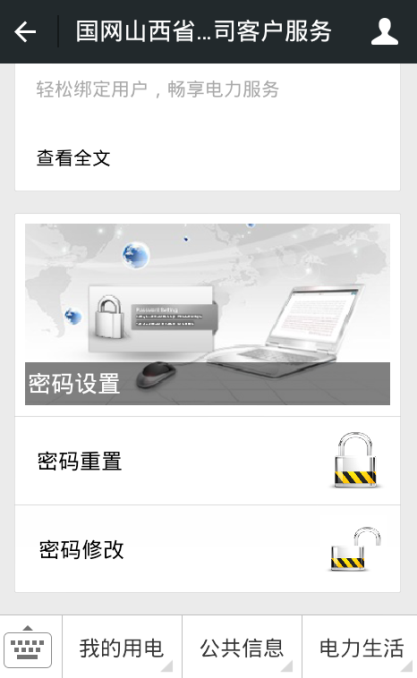 国网山西省...司客户服务
轻松绑定用户，畅享电力服务
查看全文
密码设置
密码重置
密码修改
我的用电
公共信息
电力生活